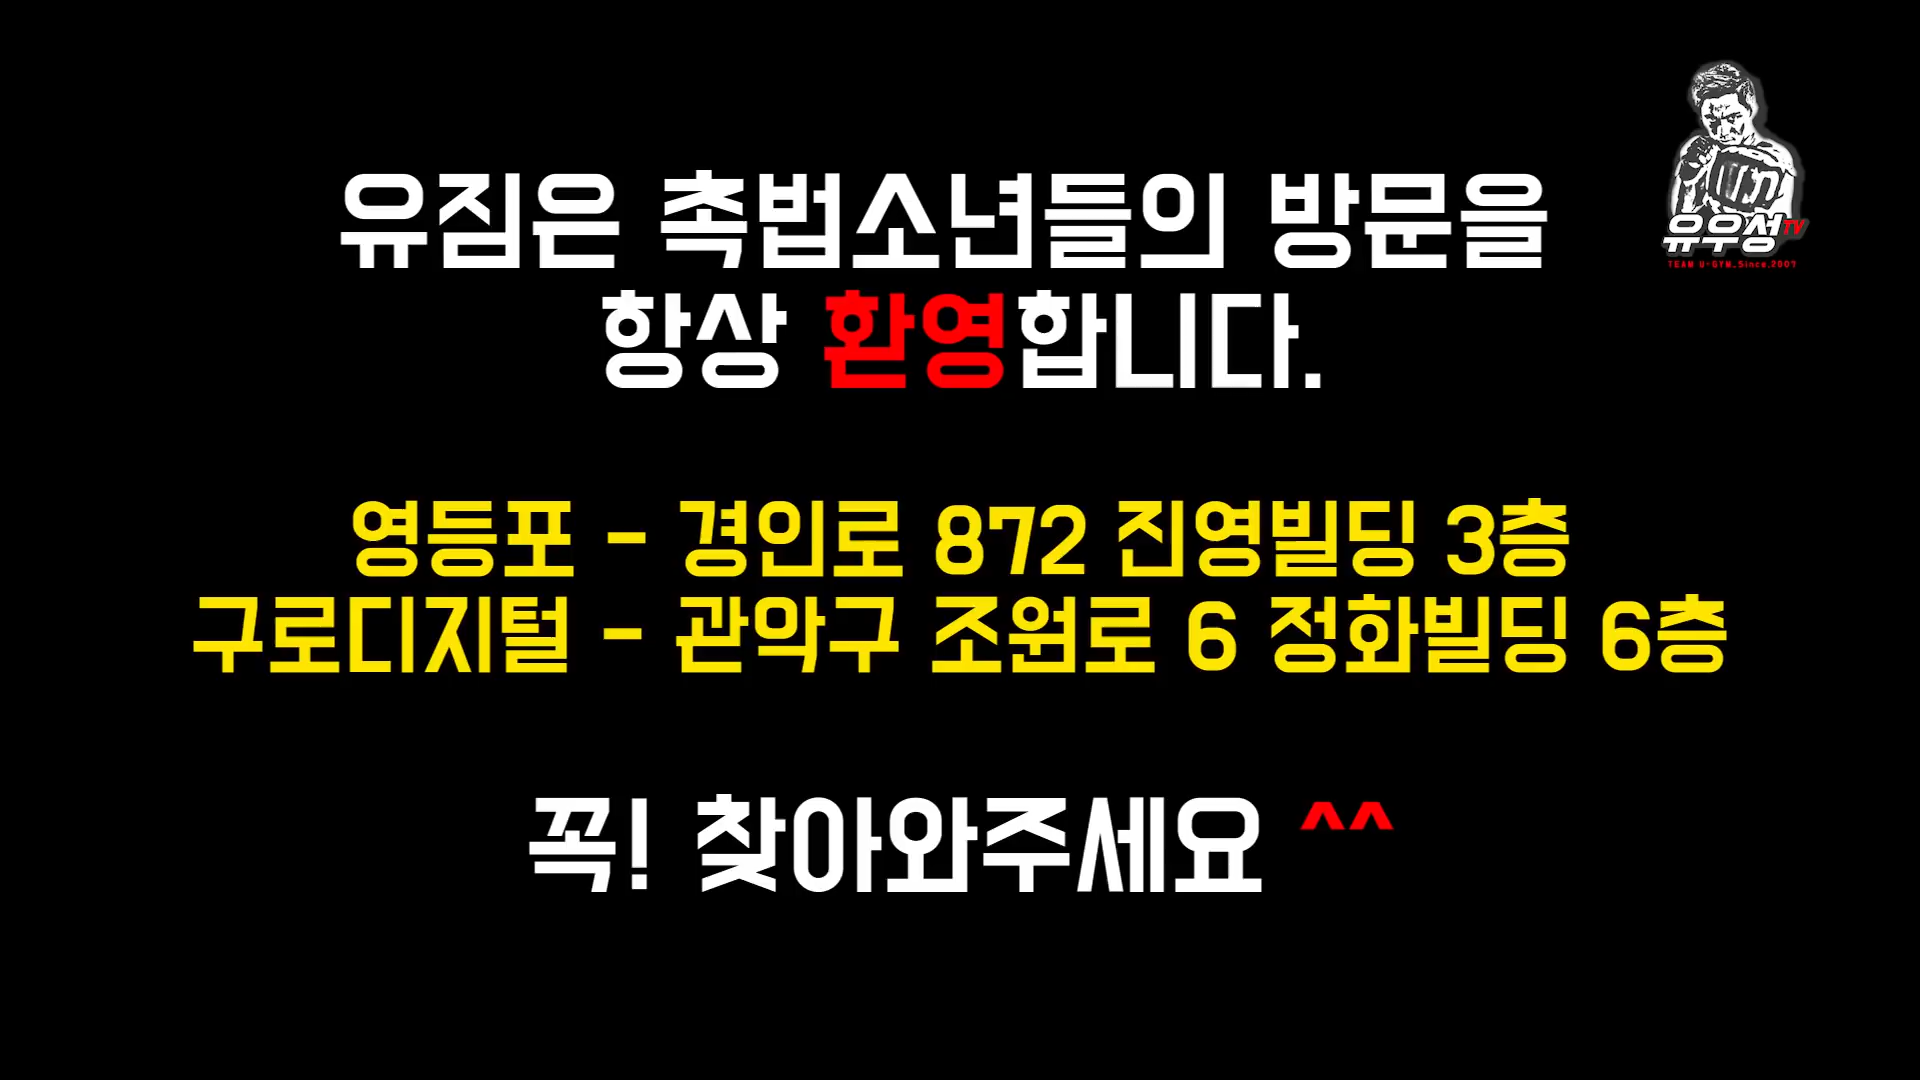 유짐은 촉법소년들의 방문을
항상 환영합니다.
영등포 - 경인로 872 진영빌딩 3층
구로디지털 - 관악구 조원로 6 정화빌딩 6층
꼭! 찾아와주세요 ^^
유우성TV
TEAM U-GYM_Since.2007